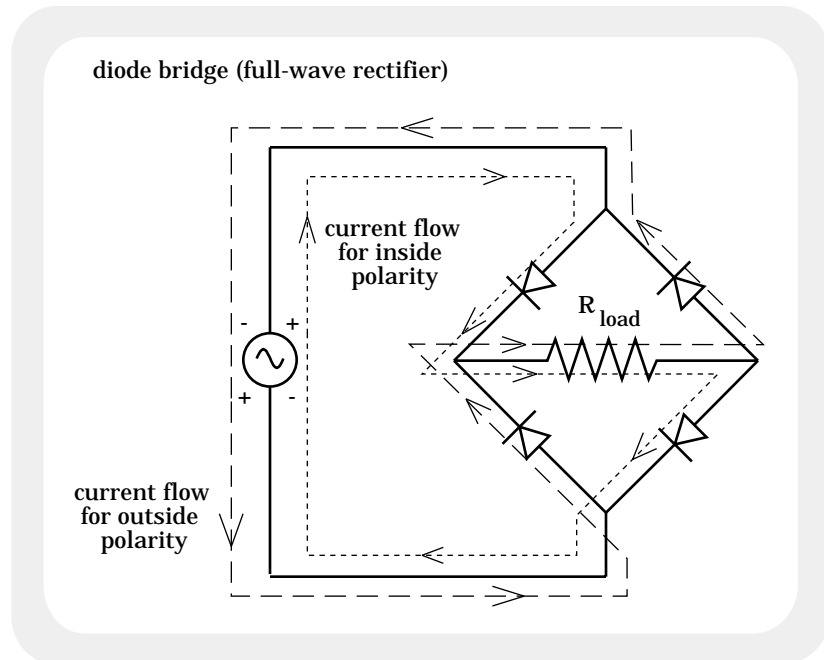 diode bridge (full-wave rectifier)
current flow
for inside
polarity
R load
- +
+ -
current flow
for outside
polarity